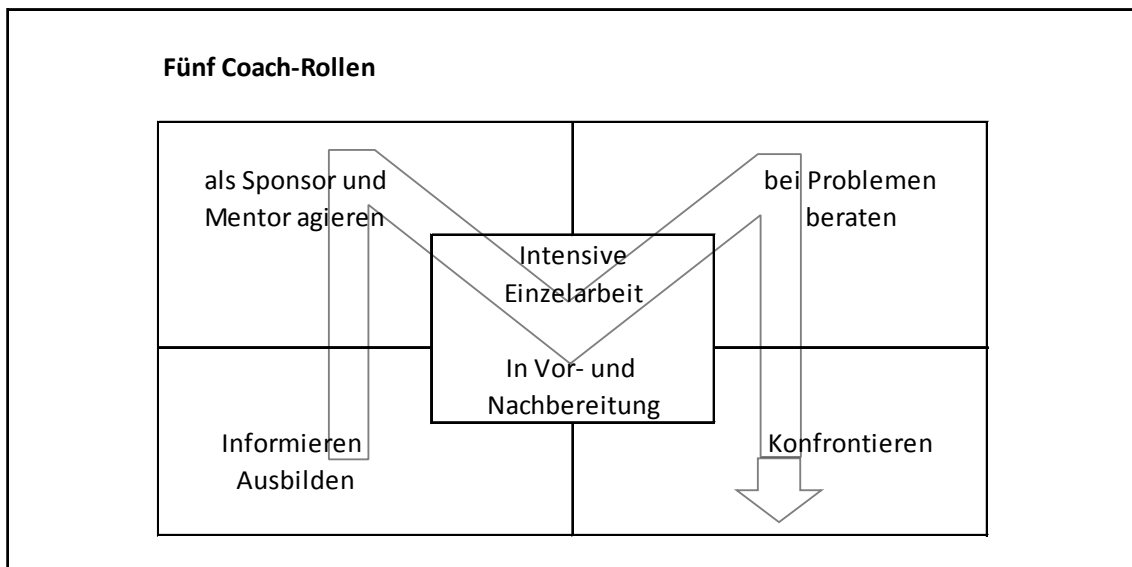 Fünf Coach-Rollen
als Sponsor und
Mentor agieren
bei Problemen
beraten
Intensive
Einzelarbeit
In Vor- und
Nachbereitung
Informieren
Ausbilden
Konfrontieren